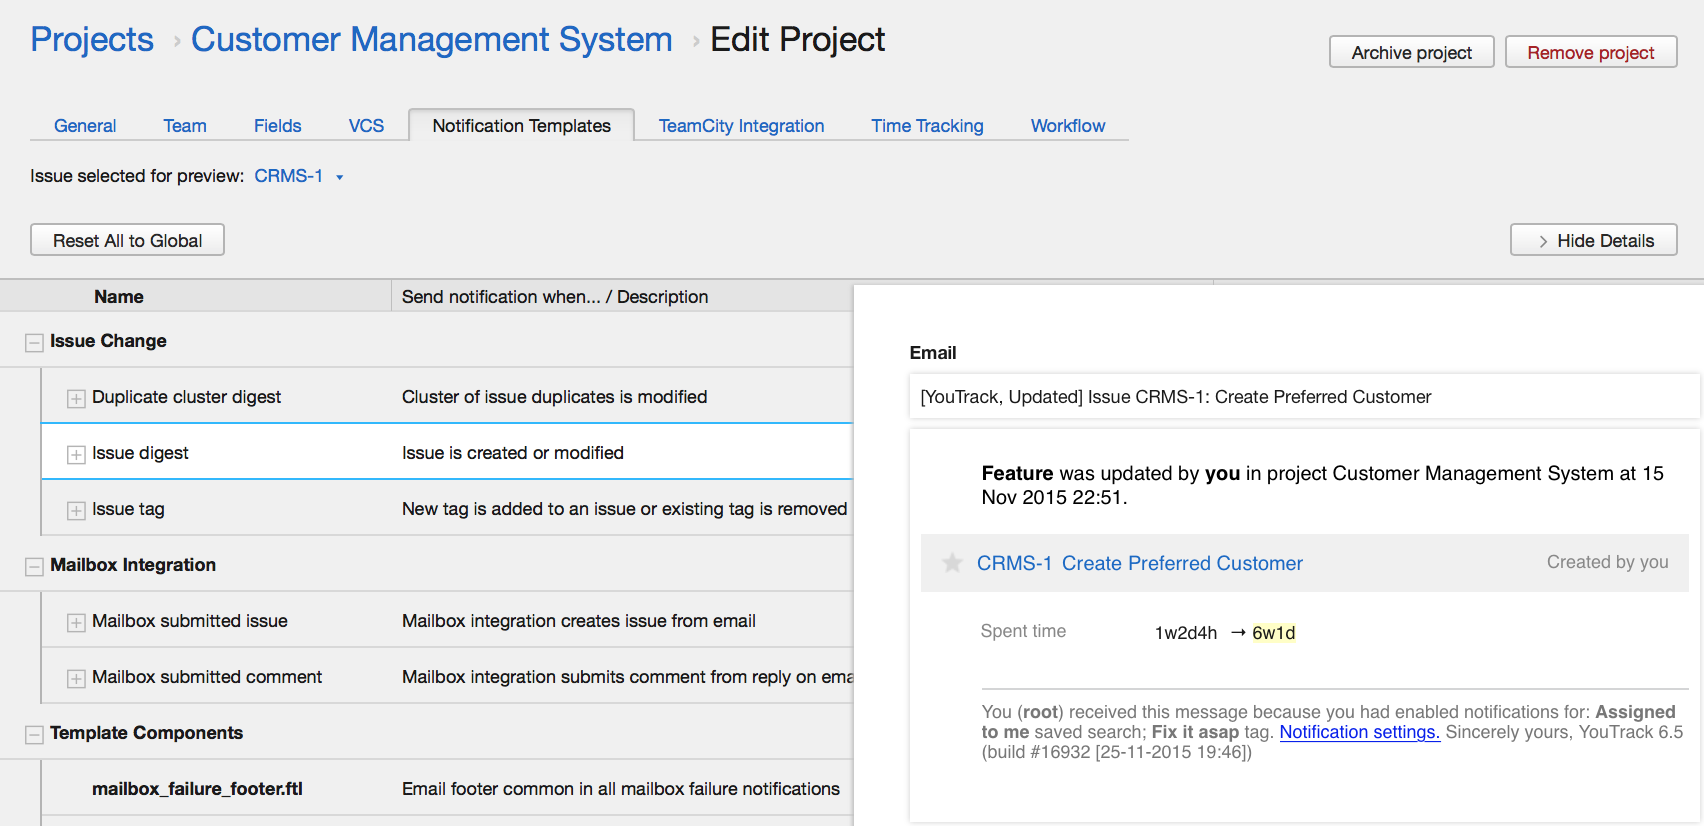 Projects › Customer Management System › Edit Project
Archive project
Remove project
General
Team
Fields
VCS
Notification Templates
TeamCity Integration
Time Tracking
Workflow
Issue selected for preview: CRMS-1
Reset All to Global
Hide Details
Name
Send notification when... / Description
Issue Change
Duplicate cluster digest
Cluster of issue duplicates is modified
Issue digest
Issue is created or modified
Issue tag
New tag is added to an issue or existing tag is removed
Mailbox Integration
Mailbox submitted issue
Mailbox integration creates issue from email
Mailbox submitted comment
Mailbox integration submits comment from reply on ema
Template Components
mailbox_failure_footer.ftl
Email footer common in all mailbox failure notifications
Email
[YouTrack, Updated] Issue CRMS-1: Create Preferred Customer
Feature was updated by you in project Customer Management System at 15
Nov 2015 22:51.
CRMS-1 Create Preferred Customer
Created by you
Spent time
1w2d4h → 6w1d
You (root) received this message because you had enabled notifications for: Assigned
to me saved search; Fix it asap tag. Notification settings. Sincerely yours, YouTrack 6.5
(build #16932 [25-11-2015 19:46])